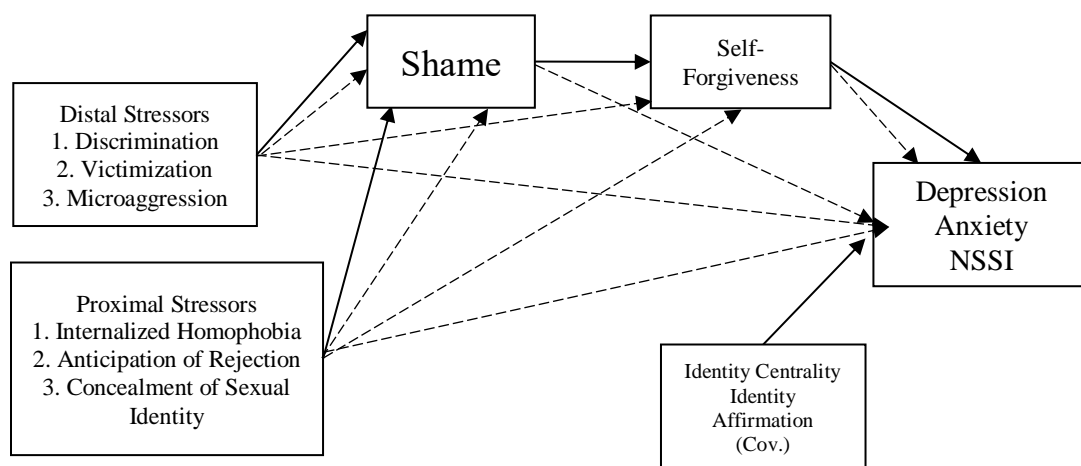 Shame
Self-
Forgiveness
Distal Stressors
1. Discrimination
2. Victimization
3. Microaggression
Depression
Anxiety
NSSI
Proximal Stressors
1. Internalized Homophobia
2. Anticipation of Rejection
3. Concealment of Sexual
Identity
Identity Centrality
Identity
Affirmation
(Cov.)